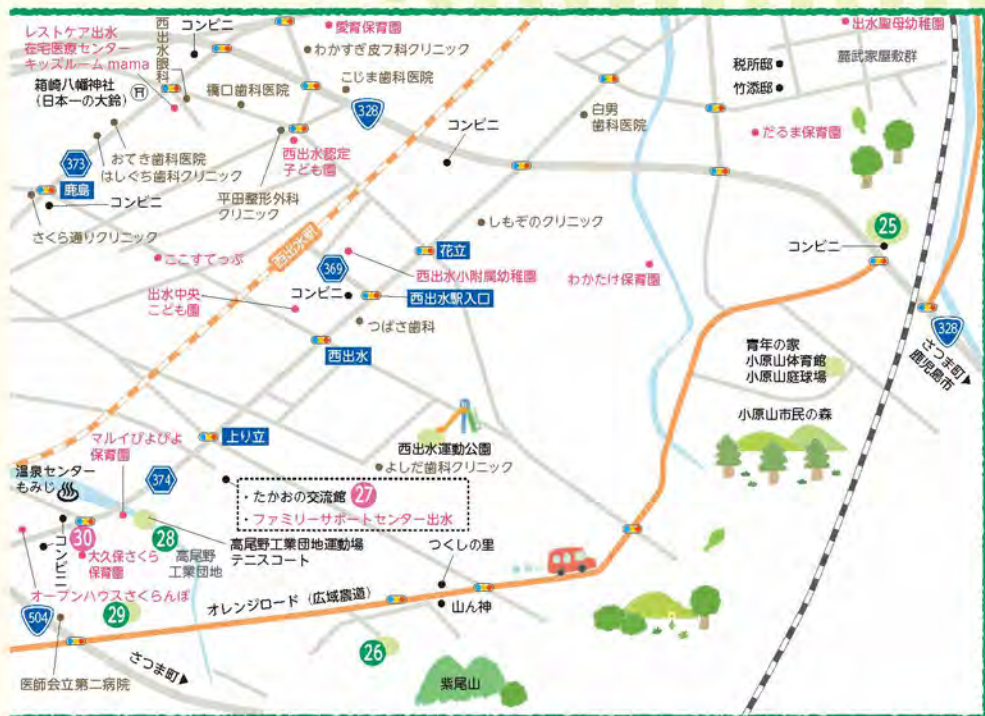 レストケア出水
在宅医療センター
キッズルーム mama
西出水眼科
コンビニ
愛育保育園
わかすぎ皮フ科クリニック
こじま歯科医院
出水聖母幼稚園
麓武家屋敷群
税所邸
竹添邸
箱崎八幡神社
(日本一の大鈴)
橋口歯科医院
328
コンビニ
白男
歯科医院
だるま保育園
西出水認定
子ども園
おてき歯科医院
はしぐち歯科クリニック
373
鹿島
コンビニ
平田整形外科
クリニック
さくら通りクリニック
しもぞのクリニック
25
コンビニ
西出水駅
花立
ここすてっぷ
369
西出水小附属幼稚園
わかたけ保育園
コンビニ
西出水駅入口
出水中央
こども園
つばさ歯科
西出水
328
さつま町
鹿児島市
青年の家
小原山体育館
小原山庭球場
小原山市民の森
上り立
マルイぴよぴよ
保育園
西出水運動公園
よしだ歯科クリニック
温泉センター
もみじ
374
・たかおの交流館 27
・ファミリーサポートセンター出水
30
28
コンビニ
大久保さくら
保育園
高尾野
工業団地
高尾野工業団地運動場
テニスコート
つくしの里
オープンハウスさくらんぼ
オレンジロード(広域農道)
山ん神
29
504
26
さつま町
紫尾山
医師会立第二病院